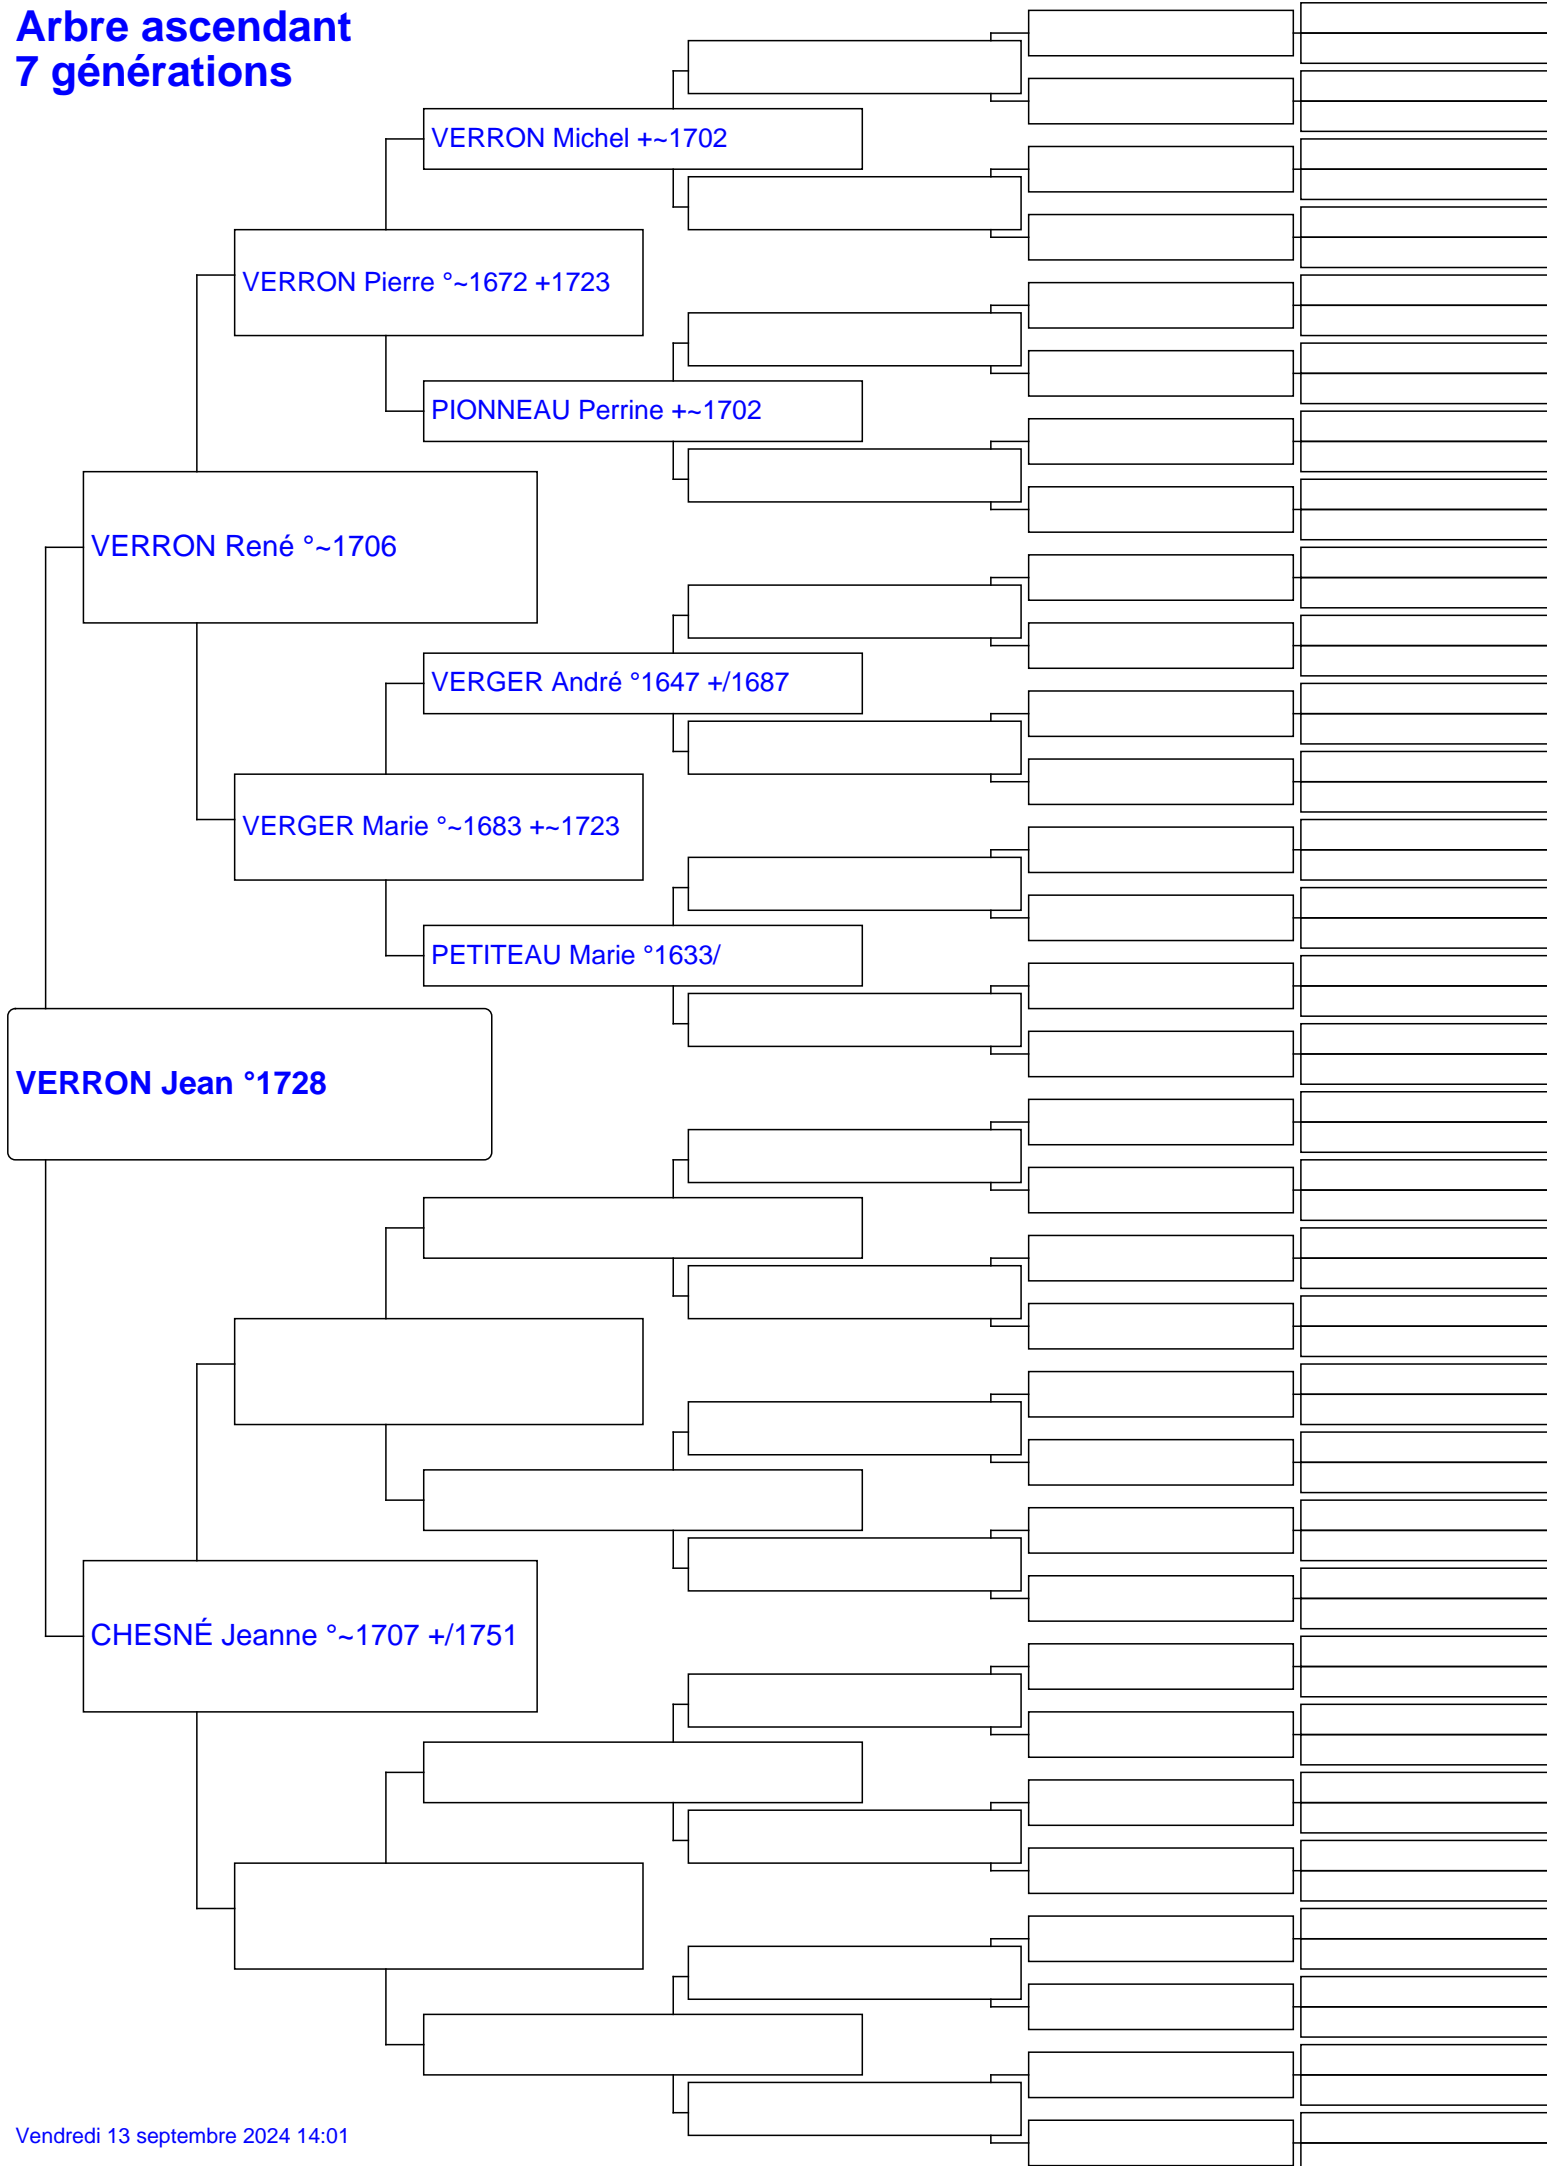 Arbre ascendant
7 générations
VERRON Michel +~1702
VERRON Pierre °~1672 +1723
PIONNEAU Perrine +~1702
VERRON René °~1706
VERGER André °1647 +/1687
VERGER Marie °~1683 +~1723
PETITEAU Marie °1633/
VERRON Jean °1728
CHESNÉ Jeanne °~1707 +/1751
Vendredi 13 septembre 2024 14:01